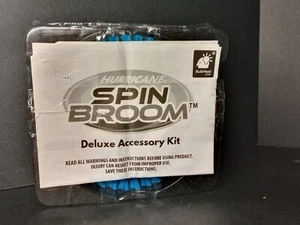 BulbHead
HURRICANE
SPIN
BROOM™
Deluxe Accessory Kit
READ ALL WARNINGS AND INSTRUCTIONS BEFORE USING PRODUCT.
INJURY CAN RESULT FROM IMPROPER USE.
SAVE THESE INSTRUCTIONS.